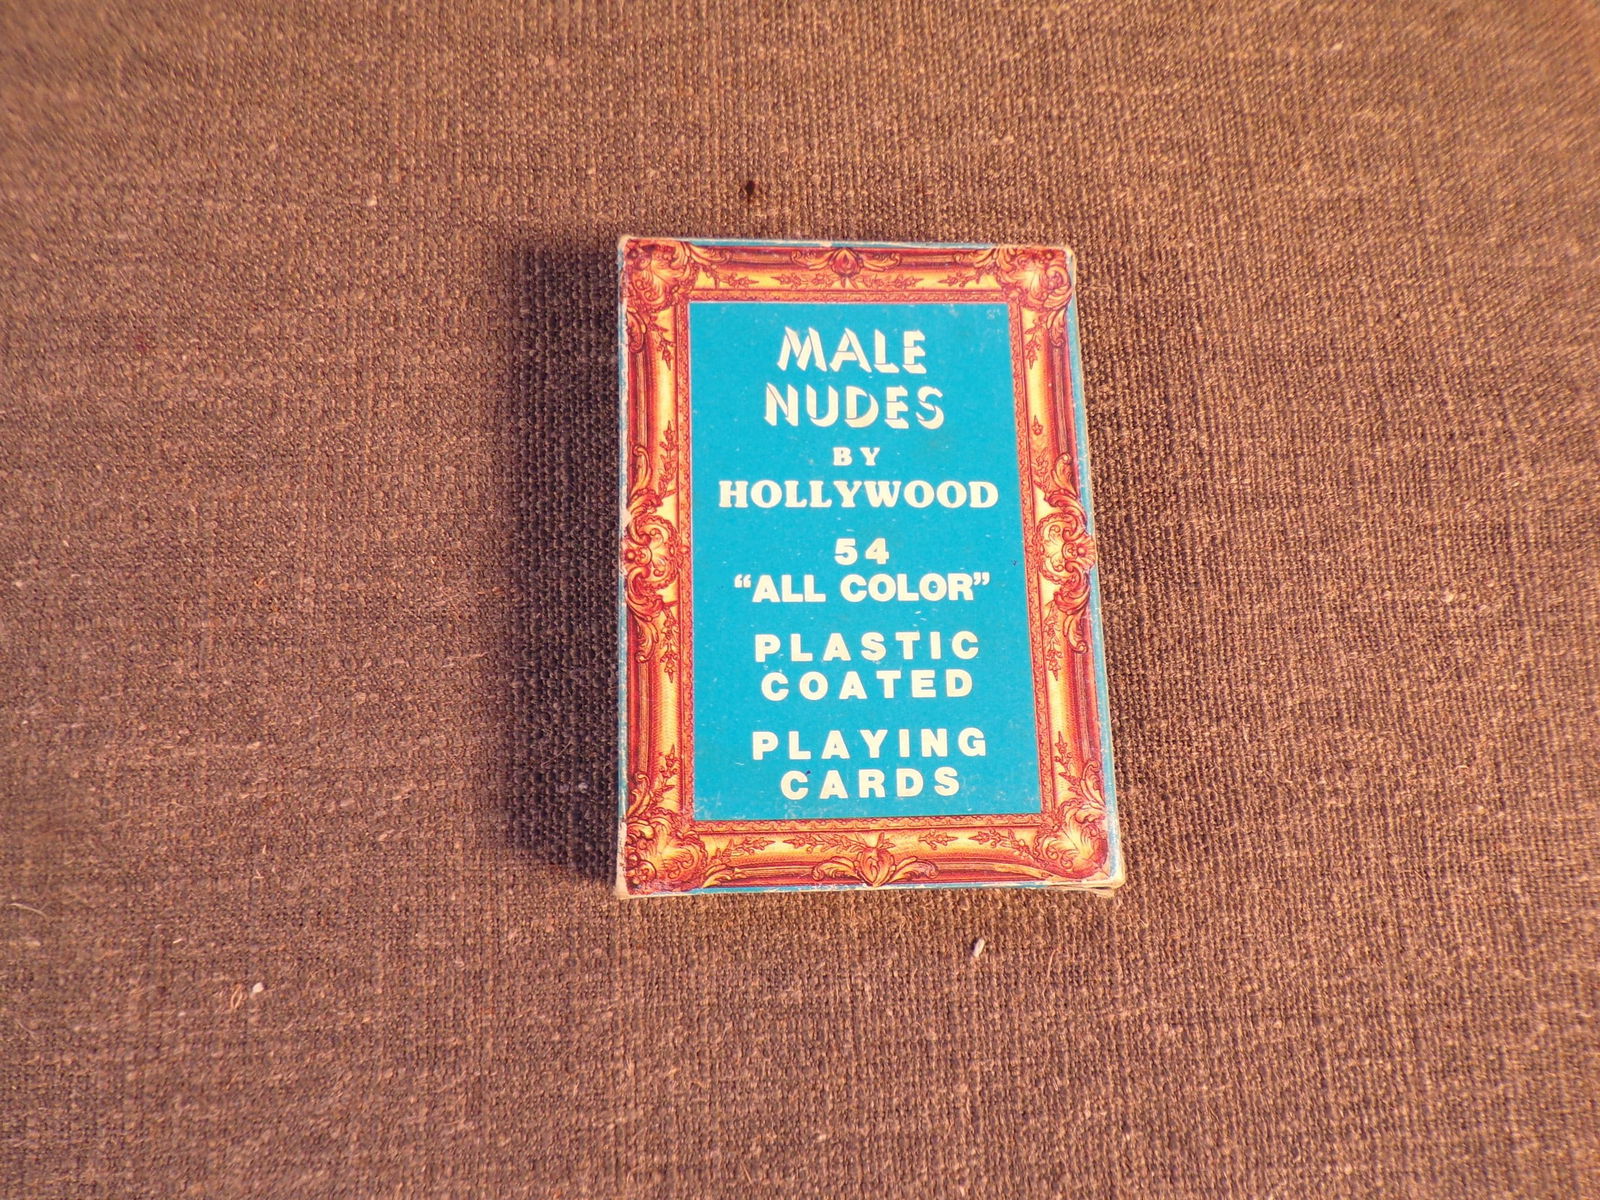 MALE
NUDES
BY
HOLLYWOOD
54
“ALL COLOR”
PLASTIC
COATED
PLAYING
CARDS